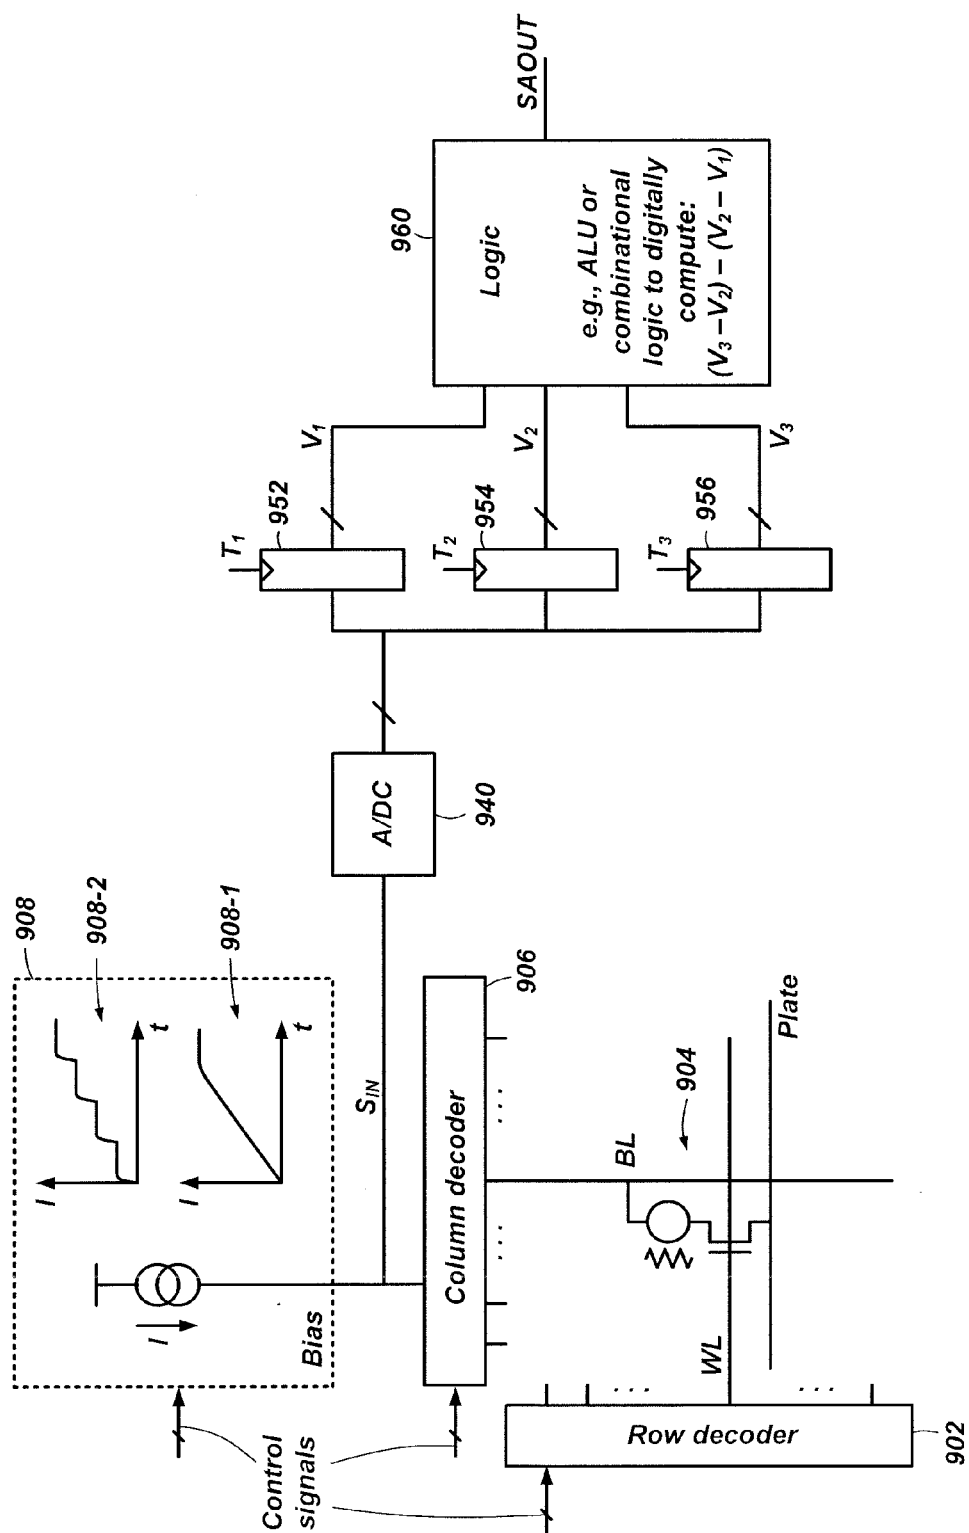 908
908-2
908-1
I
t
I
t
I
Bias
Control
signals
S_IN
Column decoder
906
A/DC
940
T₁
952
V₁
T₂
954
V₂
T₃
956
V₃
960
Logic
e.g., ALU or
combinational
logic to digitally
compute:
(V₃ – V₂) – (V₂ – V₁)
SAOUT
BL
904
WL
Plate
. . .
. . .
. . .
. . .
Row decoder
902